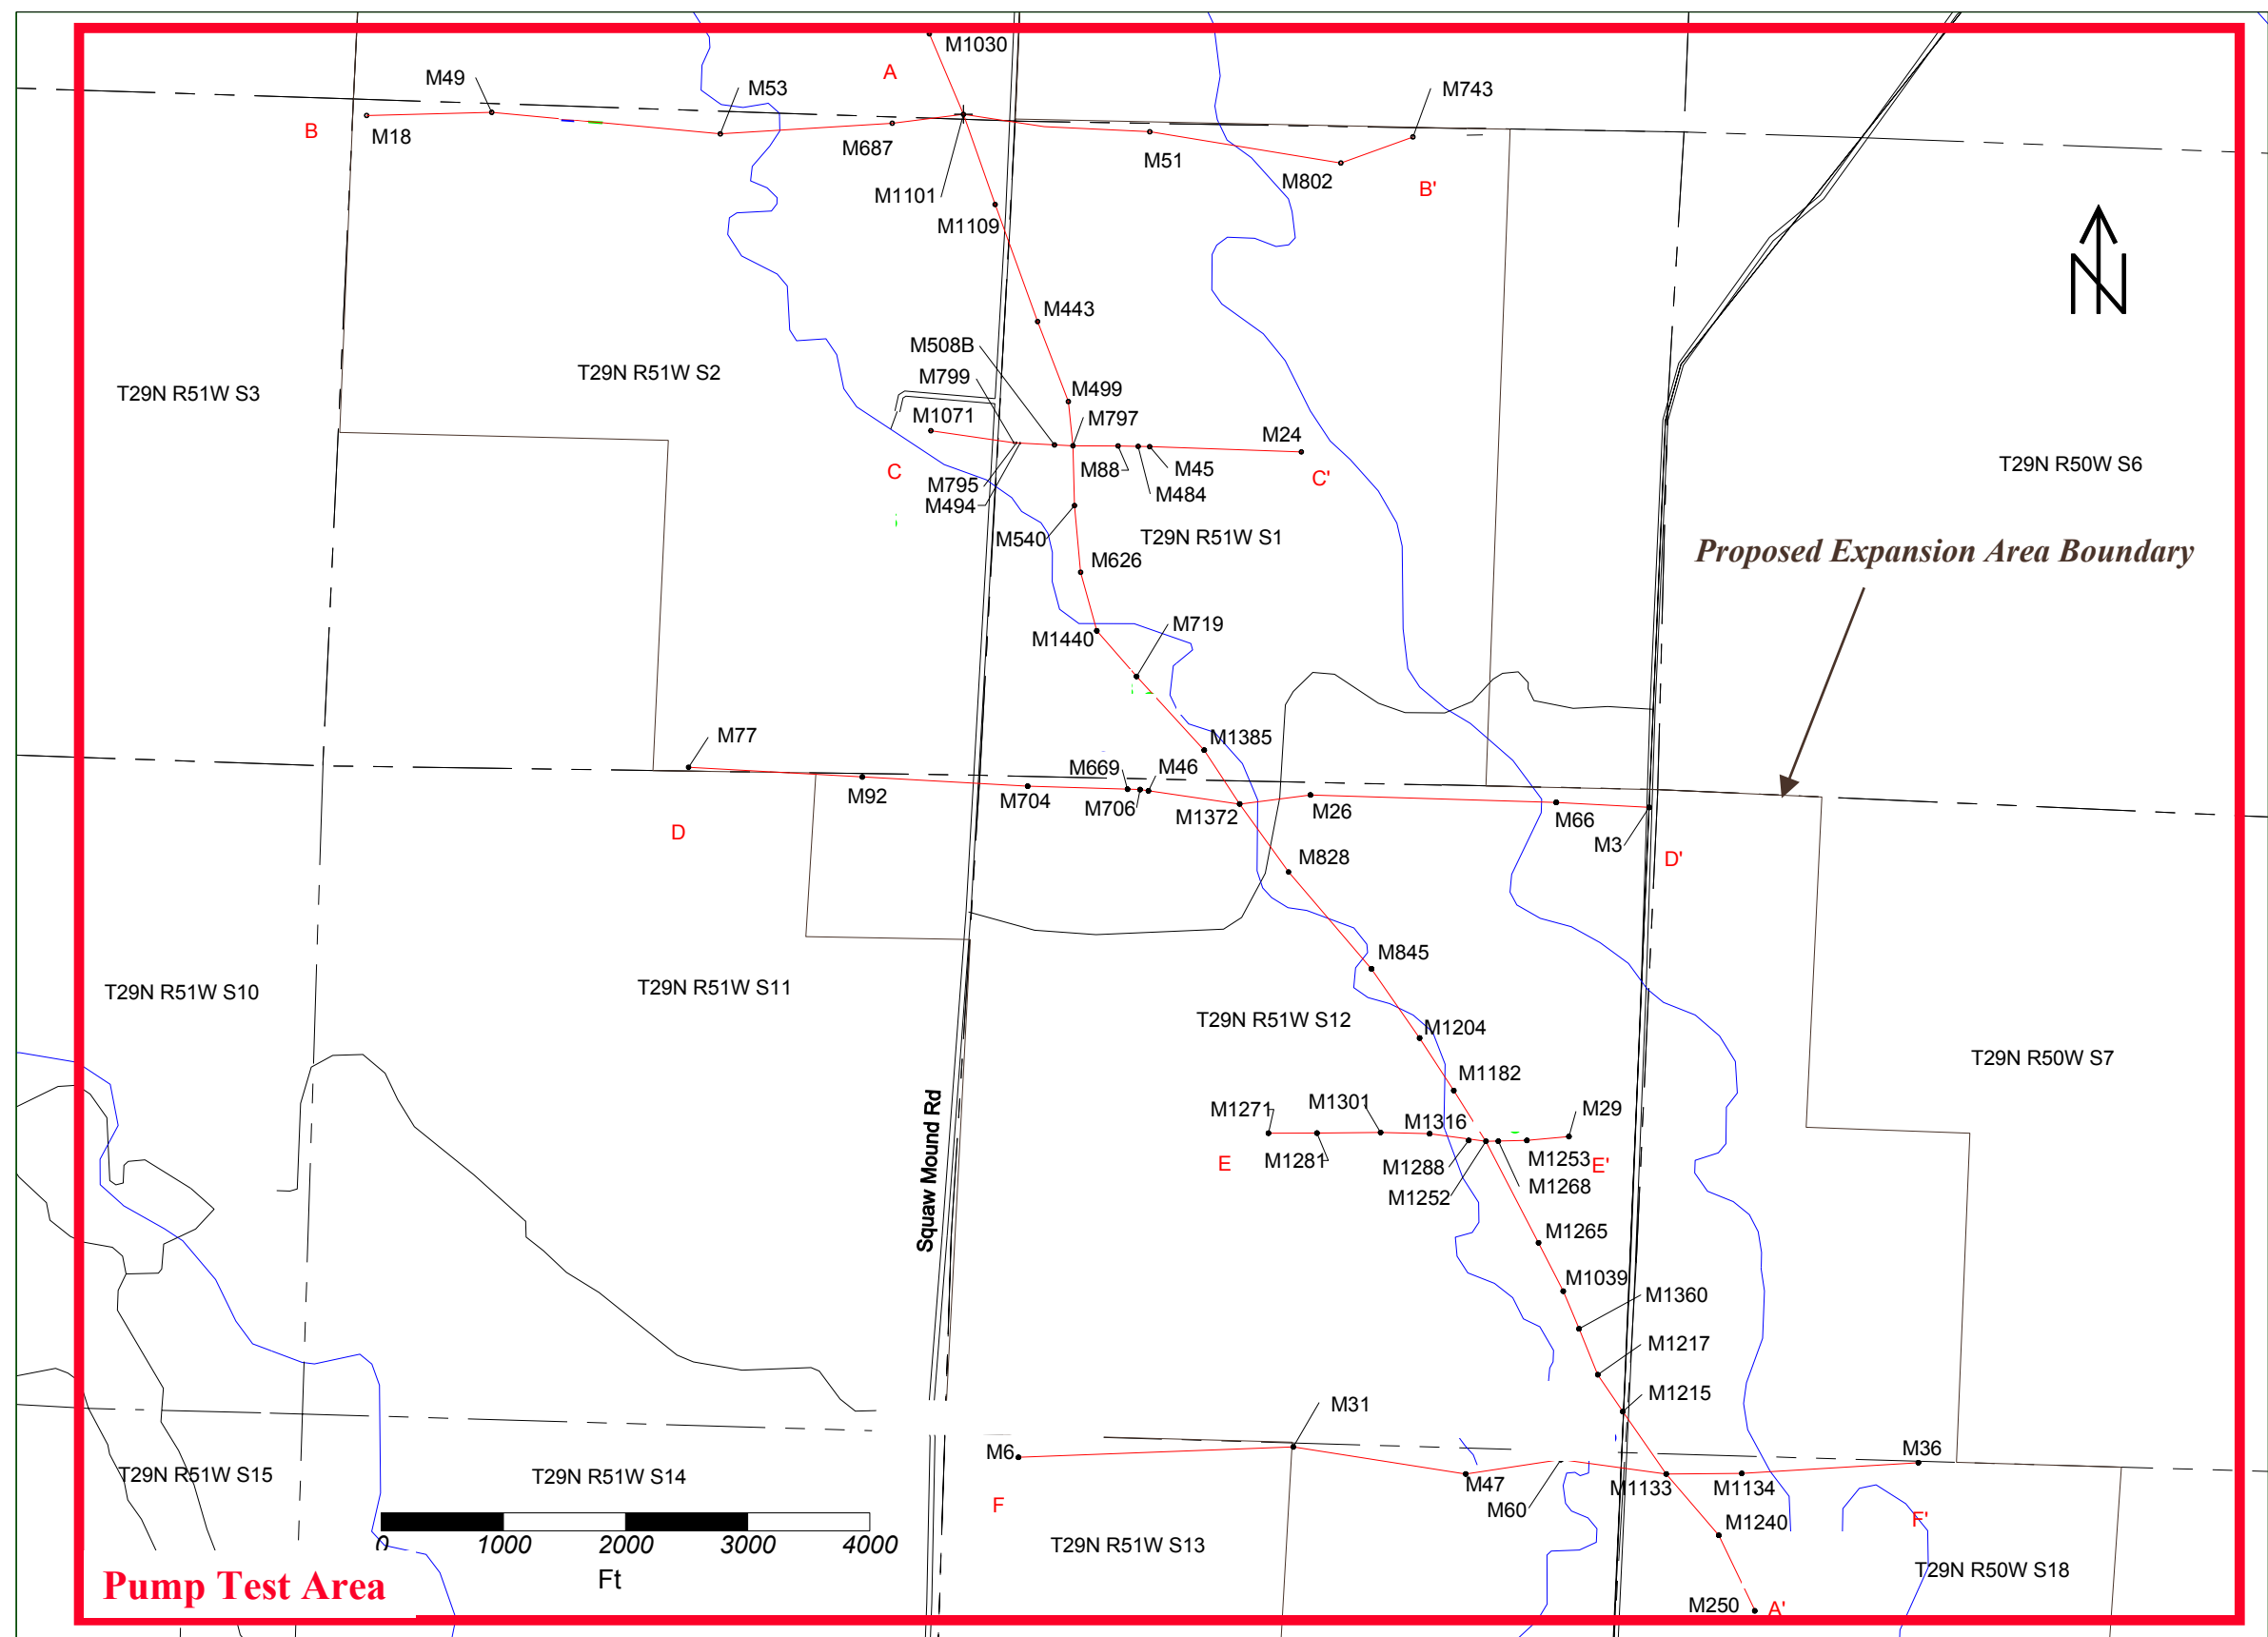 M1030
A
M49
M53
M743
B
M18
M687
M51
M802
B'
M1101
M1109
N
M443
M508B
M799
M499
M1071
M797
M24
C
M795
M494
M88
M45
M484
C'
T29N R51W S3
T29N R51W S2
T29N R50W S6
M540
T29N R51W S1
Proposed Expansion Area Boundary
M626
M719
M1440
M77
M1385
M669
M46
M92
M704
M706
M1372
M26
M66
M3
D
D'
M828
M845
T29N R51W S10
T29N R51W S11
T29N R51W S12
M1204
T29N R50W S7
M1182
M1271
M1301
M1316
M29
E
M1281
M1288
M1253
E'
M1252
M1268
Squaw Mound Rd
M1265
M1039
M1360
M1217
M1215
M31
M6
M36
M47
M1133
M1134
M60
T29N R51W S15
T29N R51W S14
F
F'
M1240
T29N R51W S13
T29N R50W S18
0 1000 2000 3000 4000
Ft
Pump Test Area
M250
A'